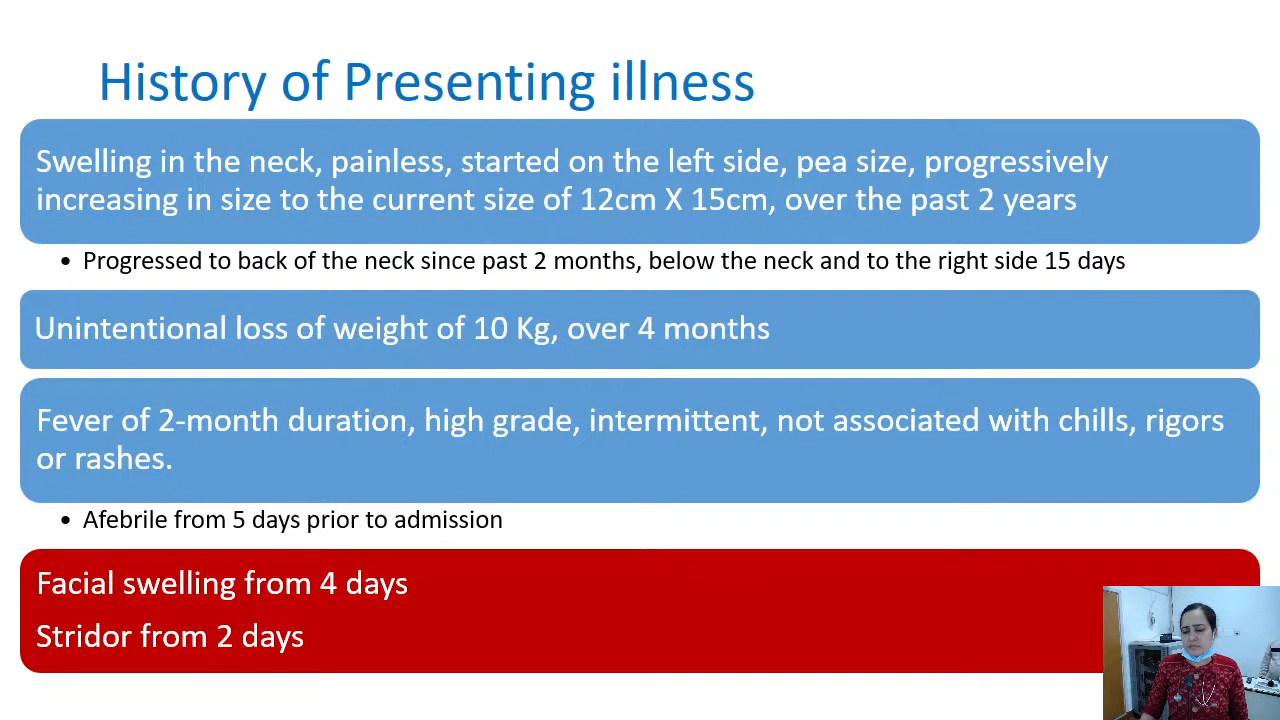 History of Presenting illness
Swelling in the neck, painless, started on the left side, pea size, progressively
increasing in size to the current size of 12cm X 15cm, over the past 2 years
• Progressed to back of the neck since past 2 months, below the neck and to the right side 15 days
Unintentional loss of weight of 10 Kg, over 4 months
Fever of 2-month duration, high grade, intermittent, not associated with chills, rigors
or rashes.
• Afebrile from 5 days prior to admission
Facial swelling from 4 days
Stridor from 2 days